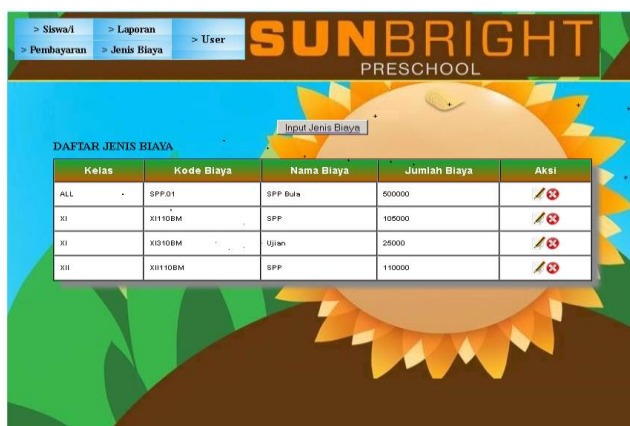 > Siswa/i > Laporan > User
> Pembayaran > Jenis Biaya
SUNBRIGHT
PRESCHOOL
Input Jenis Biaya
DAFTAR JENIS BIAYA
Kelas Kode Biaya Nama Biaya Jumlah Biaya Aksi
ALL SPP.01 SPP Bula 500000
XI XI110BM SPP 105000
XI XI310BM Ujian 25000
XII XII110BM SPP 110000